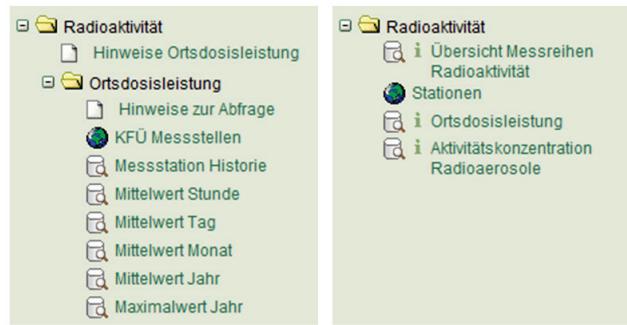 Radioaktivität
Hinweise Ortsdosisleistung
Ortsdosisleistung
Hinweise zur Abfrage
KFÜ Messstellen
Messstation Historie
Mittelwert Stunde
Mittelwert Tag
Mittelwert Monat
Mittelwert Jahr
Maximalwert Jahr
Radioaktivität
i Übersicht Messreihen
Radioaktivität
Stationen
i Ortsdosisleistung
i Aktivitätskonzentration
Radioaerosole